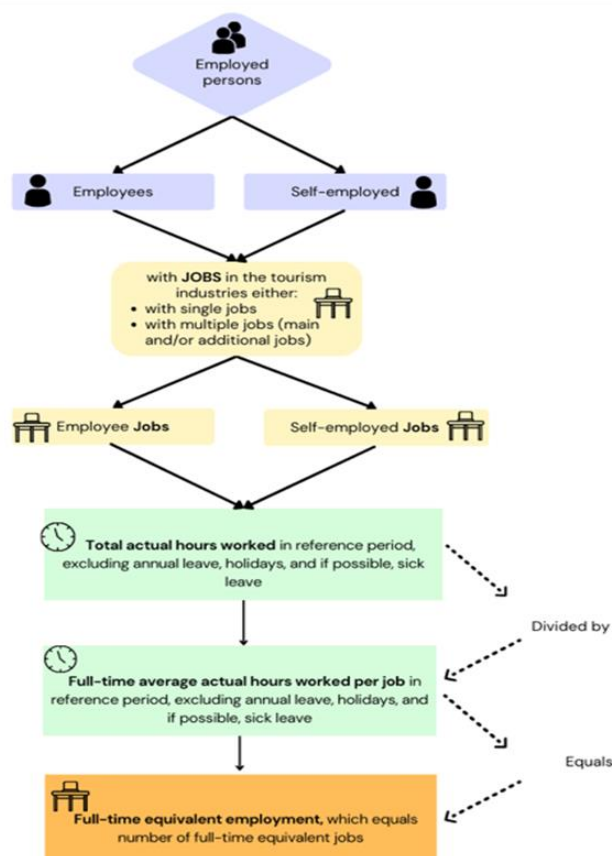 Employed
persons
Employees
Self-employed
with JOBS in the tourism
industries either:
• with single jobs
• with multiple jobs (main
and/or additional jobs)
Employee Jobs
Self-employed Jobs
Total actual hours worked in reference period,
excluding annual leave, holidays, and if possible, sick
leave
Divided by
Full-time average actual hours worked per job in
reference period, excluding annual leave, holidays, and
if possible, sick leave
Equals
Full-time equivalent employment, which equals
number of full-time equivalent jobs